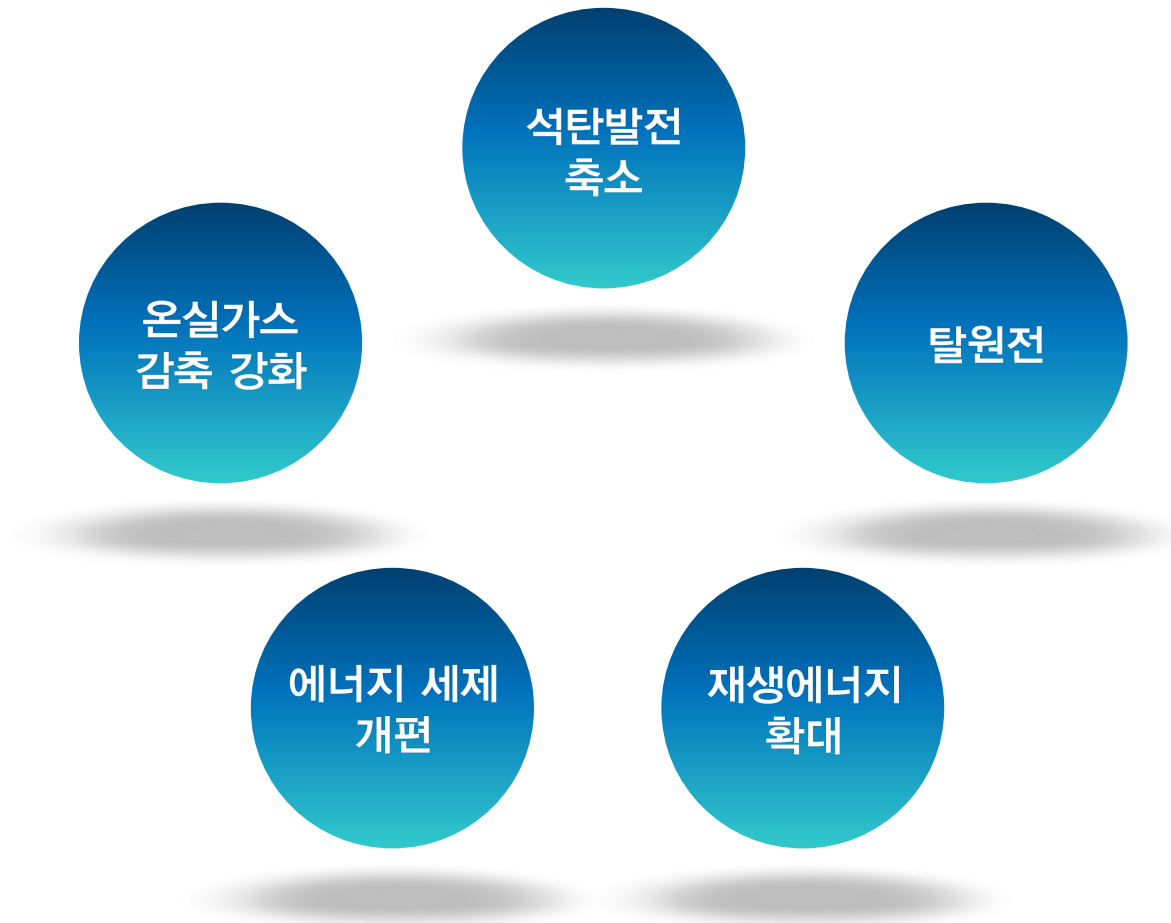 석탄발전
축소
온실가스
감축 강화
탈원전
에너지 세제
개편
재생에너지
확대